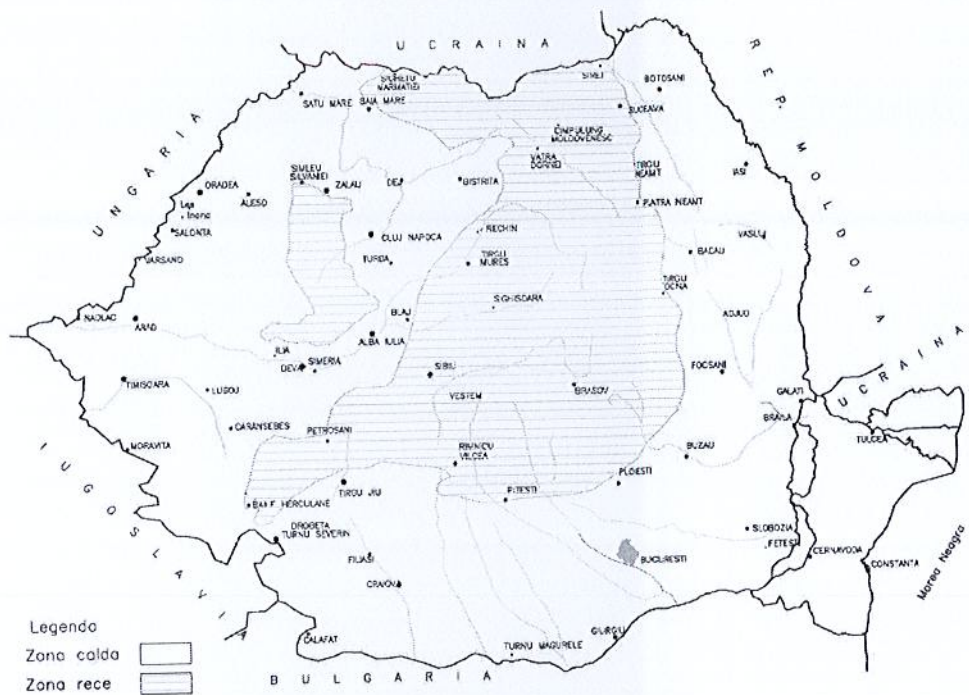 UCRAINA
REP. MOLDOVA
UNGARIA
SIGHETU
MARMATIEI
SIRET
BOTOSANI
SATU MARE
BAIA MARE
SUCEAVA
CIMPULUNG
MOLDOVENESC
VATRA
DORNEI
TIRGU
NEAMT
IASI
SIMLEU
SILVANIEI
ZALAU
DEJ
BISTRITA
ORADEA
ALESD
PIATRA NEAMT
SALONTA
CLUJ NAPOCA
RECHIN
VASLUI
BACAU
VARSAND
TURDA
TIRGU
MURES
TIRGU
OCNA
SIGHISOARA
ADJUD
NADLAC
ARAD
BLAJ
ALBA IULIA
ILIA
DEVA
SIMERIA
SIBIU
FOCSANI
UCRAINA
TIMISOARA
LUGOJ
VESTEM
BRASOV
GALATI
BRAILA
CARANSEBES
PETROSANI
TULCEA
MORAVITA
RIMNICU
VILCEA
BUZAU
IUGOSLAVIA
TIRGU JIU
PLOIESTI
PITESTI
BAILE HERCULANE
DROBETA
TURNU SEVERIN
SLOBOZIA
FETESTI
FILIASI
BUCURESTI
CERNAVODA
CONSTANTA
CRAIOVA
Marea Neagra
CALAFAT
GIURGIU
TURNU MAGURELE
BULGARIA
Legenda
Zona calda
Zona rece